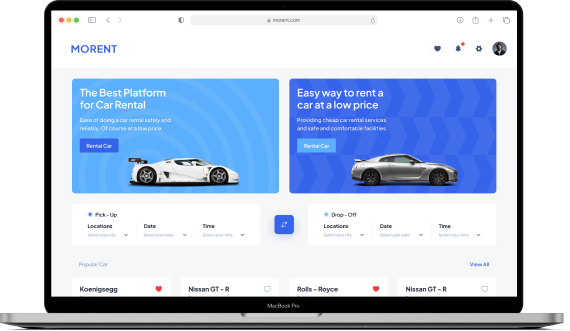 morent.com
MORENT
The Best Platform
for Car Rental
Ease of doing a car rental safely and
reliably. Of course at a low price.
Rental Car
Easy way to rent a
car at a low price
Providing cheap car rental services
and safe and comfortable facilities.
Rental Car
Pick - Up
Locations Date Time
Select your city Select your date Select your time
Drop - Off
Locations Date Time
Select your city Select your date Select your time
Popular Car View All
Koenigsegg Nissan GT - R Rolls - Royce Nissan GT - R
MacBook Pro